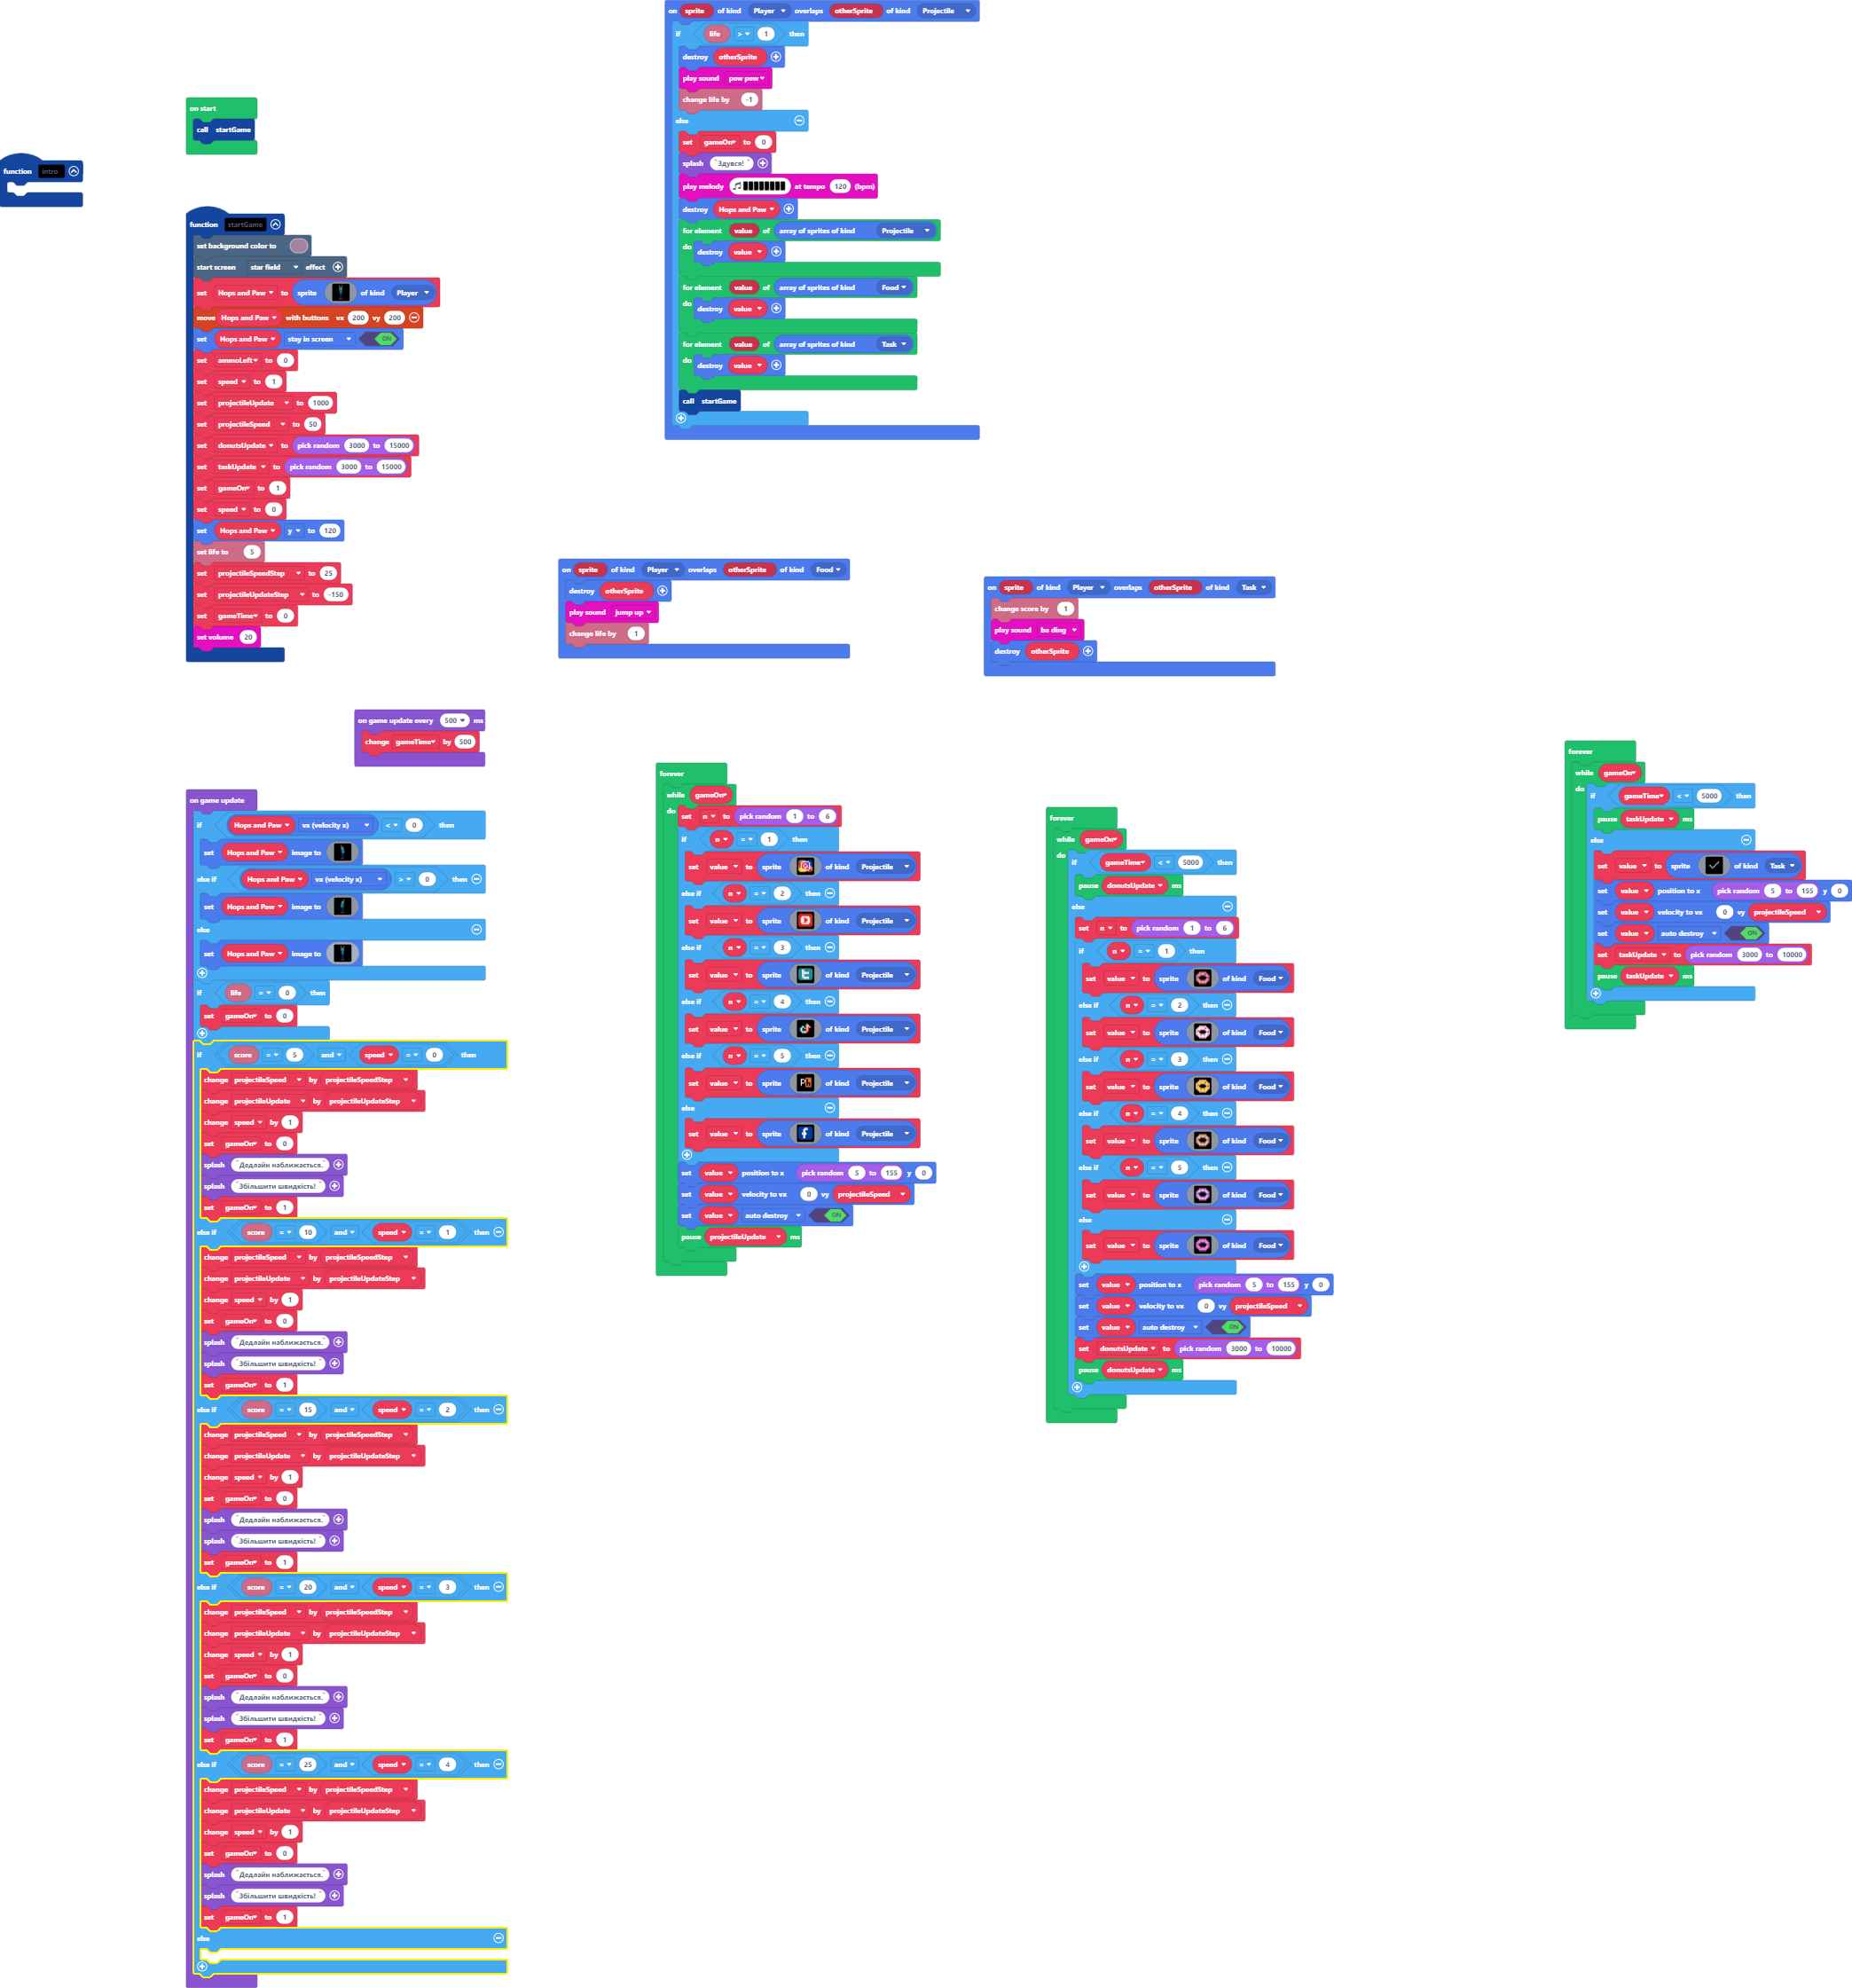 on start
call startGame
function intro
function startGame
set background color to
start screen star field effect
set Hops and Paw to sprite of kind Player
move Hops and Paw with buttons vx 200 vy 200
set Hops and Paw stay in screen ON
set ammoLeft to 0
set speed to 1
set projectileUpdate to 1000
set projectileSpeed to 50
set donutsUpdate to pick random 3000 to 15000
set taskUpdate to pick random 3000 to 15000
set gameOn to 1
set speed to 0
set Hops and Paw y to 120
set life to 5
set projectileSpeedStep to 25
set projectileUpdateStep to -150
set gameTime to 0
set volume 20
on sprite of kind Player overlaps otherSprite of kind Projectile
if life > 1 then
destroy otherSprite
play sound pew pew
change life by -1
else
set gameOn to 0
splash "Здувся!"
play melody at tempo 120 (bpm)
destroy Hops and Paw
for element value of array of sprites of kind Projectile
do destroy value
for element value of array of sprites of kind Food
do destroy value
for element value of array of sprites of kind Task
do destroy value
call startGame
on sprite of kind Player overlaps otherSprite of kind Food
destroy otherSprite
play sound jump up
change life by 1
on sprite of kind Player overlaps otherSprite of kind Task
change score by 1
play sound ba ding
destroy otherSprite
on game update every 500 ms
change gameTime by 500
on game update
if Hops and Paw vx (velocity x) < 0 then
set Hops and Paw image to
else if Hops and Paw vx (velocity x) > 0 then
set Hops and Paw image to
else
set Hops and Paw image to
if life = 0 then
set gameOn to 0
if score = 5 and speed = 0 then
change projectileSpeed by projectileSpeedStep
change projectileUpdate by projectileUpdateStep
change speed by 1
set gameOn to 0
splash "Дедлайн наближається."
splash "Збільшити швидкість!"
set gameOn to 1
else if score = 10 and speed = 1 then
change projectileSpeed by projectileSpeedStep
change projectileUpdate by projectileUpdateStep
change speed by 1
set gameOn to 0
splash "Дедлайн наближається."
splash "Збільшити швидкість!"
set gameOn to 1
else if score = 15 and speed = 2 then
change projectileSpeed by projectileSpeedStep
change projectileUpdate by projectileUpdateStep
change speed by 1
set gameOn to 0
splash "Дедлайн наближається."
splash "Збільшити швидкість!"
set gameOn to 1
else if score = 20 and speed = 3 then
change projectileSpeed by projectileSpeedStep
change projectileUpdate by projectileUpdateStep
change speed by 1
set gameOn to 0
splash "Дедлайн наближається."
splash "Збільшити швидкість!"
set gameOn to 1
else if score = 25 and speed = 4 then
change projectileSpeed by projectileSpeedStep
change projectileUpdate by projectileUpdateStep
change speed by 1
set gameOn to 0
splash "Дедлайн наближається."
splash "Збільшити швидкість!"
set gameOn to 1
else
forever
while gameOn
do set n to pick random 1 to 6
if n = 1 then
set value to sprite of kind Projectile
else if n = 2 then
set value to sprite of kind Projectile
else if n = 3 then
set value to sprite of kind Projectile
else if n = 4 then
set value to sprite of kind Projectile
else if n = 5 then
set value to sprite of kind Projectile
else
set value to sprite of kind Projectile
set value position to x pick random 5 to 155 y 0
set value velocity to vx 0 vy projectileSpeed
set value auto destroy ON
pause projectileUpdate ms
forever
while gameOn
do if gameTime < 5000 then
pause donutsUpdate ms
else
set n to pick random 1 to 6
if n = 1 then
set value to sprite of kind Food
else if n = 2 then
set value to sprite of kind Food
else if n = 3 then
set value to sprite of kind Food
else if n = 4 then
set value to sprite of kind Food
else if n = 5 then
set value to sprite of kind Food
else
set value to sprite of kind Food
set value position to x pick random 5 to 155 y 0
set value velocity to vx 0 vy projectileSpeed
set value auto destroy ON
set donutsUpdate to pick random 3000 to 10000
pause donutsUpdate ms
forever
while gameOn
do if gameTime < 5000 then
pause taskUpdate ms
else
set value to sprite of kind Task
set value position to x pick random 5 to 155 y 0
set value velocity to vx 0 vy projectileSpeed
set value auto destroy ON
set taskUpdate to pick random 3000 to 10000
pause taskUpdate ms